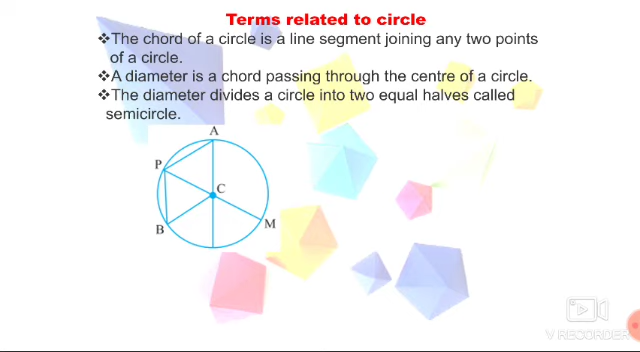 Terms related to circle
❖The chord of a circle is a line segment joining any two points
of a circle.
❖A diameter is a chord passing through the centre of a circle.
❖The diameter divides a circle into two equal halves called
semicircle.
A
P
C
B
M
V RECORDER